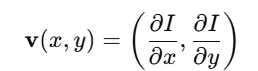 v(x, y) = (∂I/∂x, ∂I/∂y)